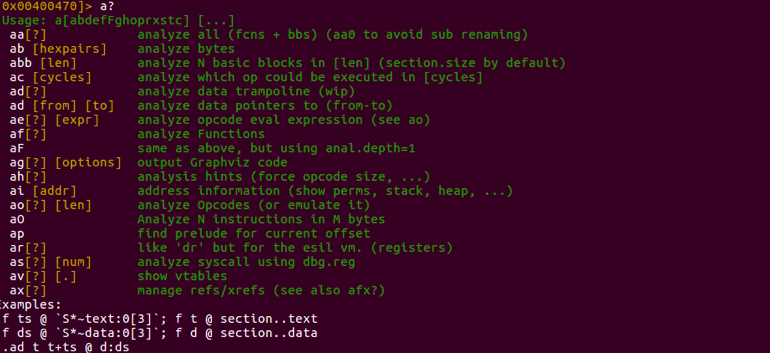 0x00400470]> a?
Usage: a[abdefFghoprxstc] [...]
aa[?] analyze all (fcns + bbs) (aa0 to avoid sub renaming)
ab [hexpairs] analyze bytes
abb [len] analyze N basic blocks in [len] (section.size by default)
ac [cycles] analyze which op could be executed in [cycles]
ad[?] analyze data trampoline (wip)
ad [from] [to] analyze data pointers to (from-to)
ae[?] [expr] analyze opcode eval expression (see ao)
af[?] analyze Functions
aF same as above, but using anal.depth=1
ag[?] [options] output Graphviz code
ah[?] analysis hints (force opcode size, ...)
ai [addr] address information (show perms, stack, heap, ...)
ao[?] [len] analyze Opcodes (or emulate it)
aO Analyze N instructions in M bytes
ap find prelude for current offset
ar[?] like 'dr' but for the esil vm. (registers)
as[?] [num] analyze syscall using dbg.reg
av[?] [.] show vtables
ax[?] manage refs/xrefs (see also afx?)
Examples:
f ts @ `S*~text:0[3]`; f t @ section..text
f ds @ `S*~data:0[3]`; f d @ section..data
.ad t t+ts @ d:ds